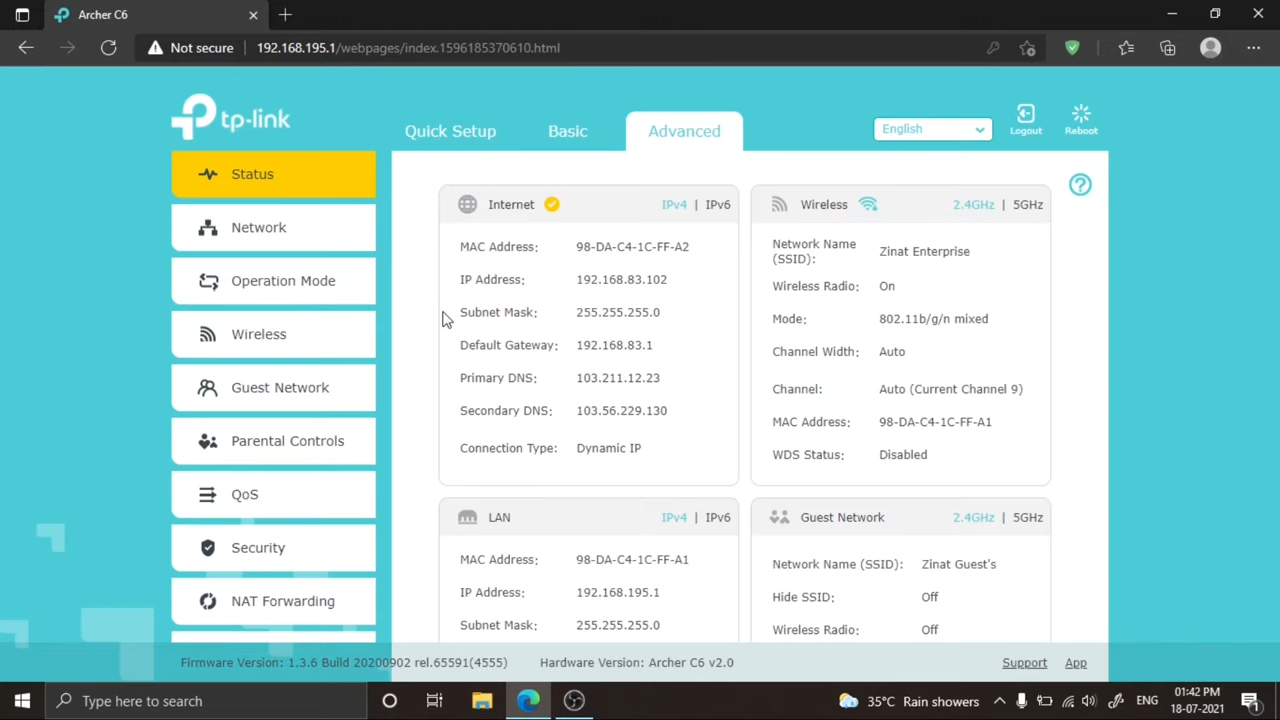 Archer C6
Not secure 192.168.195.1/webpages/index.1596185370610.html
tp-link
Quick Setup
Basic
Advanced
English
Logout
Reboot
Status
Network
Operation Mode
Wireless
Guest Network
Parental Controls
QoS
Security
NAT Forwarding
Internet IPv4 | IPv6
MAC Address: 98-DA-C4-1C-FF-A2
IP Address: 192.168.83.102
Subnet Mask: 255.255.255.0
Default Gateway: 192.168.83.1
Primary DNS: 103.211.12.23
Secondary DNS: 103.56.229.130
Connection Type: Dynamic IP
Wireless 2.4GHz | 5GHz
Network Name
(SSID): Zinat Enterprise
Wireless Radio: On
Mode: 802.11b/g/n mixed
Channel Width: Auto
Channel: Auto (Current Channel 9)
MAC Address: 98-DA-C4-1C-FF-A1
WDS Status: Disabled
LAN IPv4 | IPv6
MAC Address: 98-DA-C4-1C-FF-A1
IP Address: 192.168.195.1
Subnet Mask: 255.255.255.0
Guest Network 2.4GHz | 5GHz
Network Name (SSID): Zinat Guest's
Hide SSID: Off
Wireless Radio: Off
Firmware Version: 1.3.6 Build 20200902 rel.65591(4555) Hardware Version: Archer C6 v2.0 Support App
Type here to search
35°C Rain showers
ENG
01:42 PM
18-07-2021
1